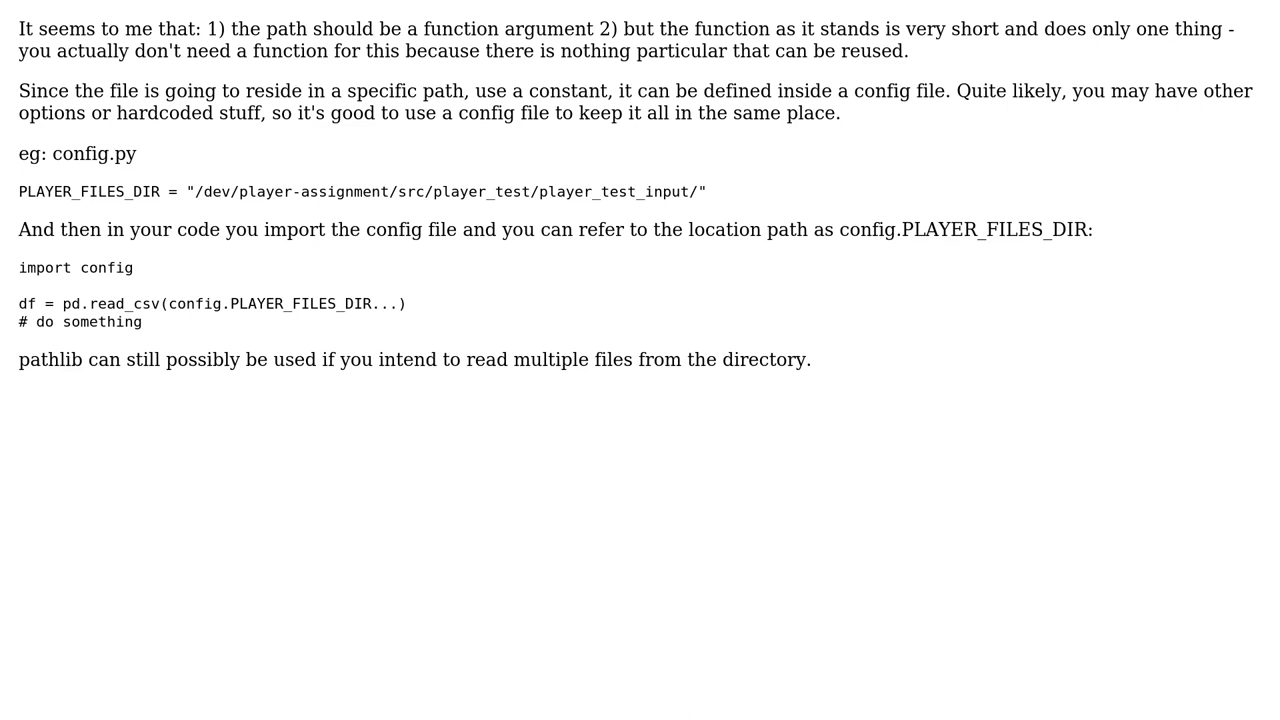 It seems to me that: 1) the path should be a function argument 2) but the function as it stands is very short and does only one thing -
you actually don't need a function for this because there is nothing particular that can be reused.
Since the file is going to reside in a specific path, use a constant, it can be defined inside a config file. Quite likely, you may have other
options or hardcoded stuff, so it's good to use a config file to keep it all in the same place.
eg: config.py
PLAYER_FILES_DIR = "/dev/player-assignment/src/player_test/player_test_input/"
And then in your code you import the config file and you can refer to the location path as config.PLAYER_FILES_DIR:
import config
df = pd.read_csv(config.PLAYER_FILES_DIR...)
# do something
pathlib can still possibly be used if you intend to read multiple files from the directory.